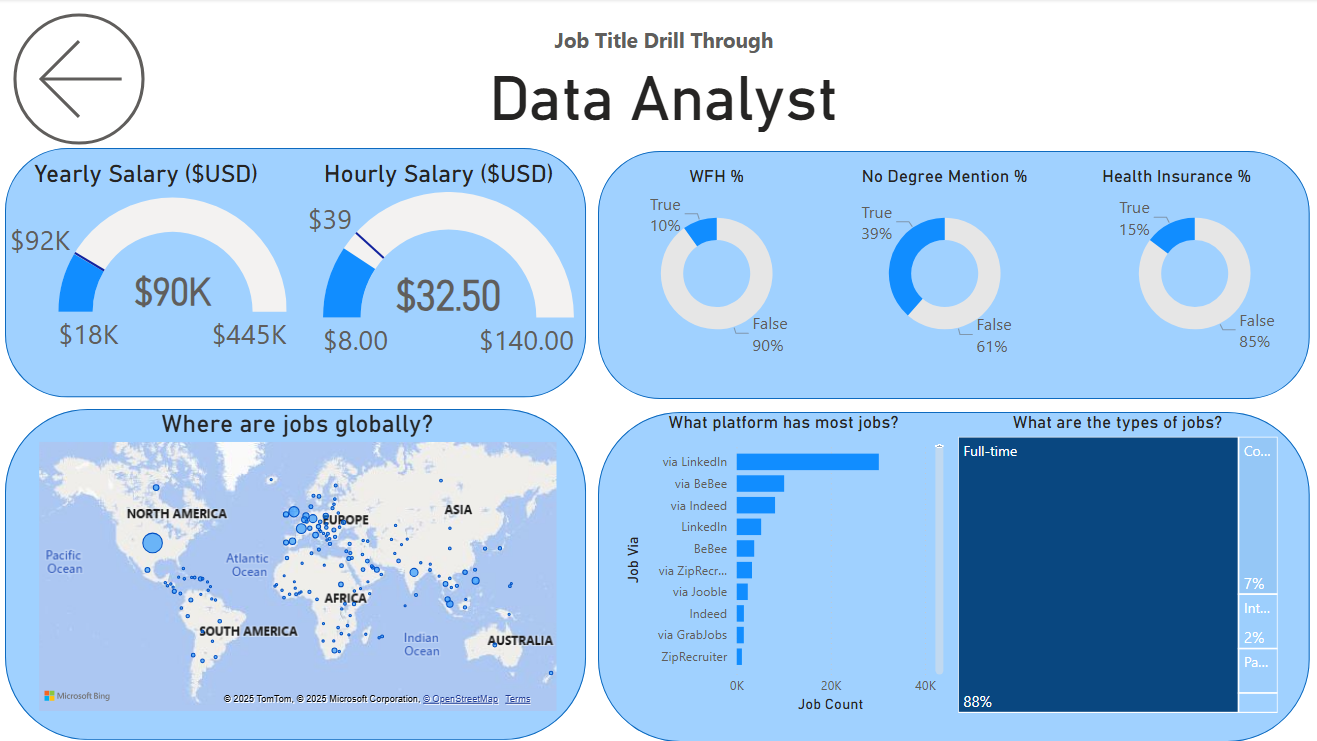 Job Title Drill Through
Data Analyst
Yearly Salary ($USD)
$92K
$90K
$18K
$445K
Hourly Salary ($USD)
$39
$32.50
$8.00
$140.00
WFH %
True
10%
False
90%
No Degree Mention %
True
39%
False
61%
Health Insurance %
True
15%
False
85%
Where are jobs globally?
NORTH AMERICA
EUROPE
ASIA
Pacific
Ocean
Atlantic
Ocean
AFRICA
SOUTH AMERICA
Indian
Ocean
AUSTRALIA
Microsoft Bing
© 2025 TomTom, © 2025 Microsoft Corporation, © OpenStreetMap Terms
What platform has most jobs?
Job Via
via LinkedIn
via BeBee
via Indeed
LinkedIn
BeBee
via ZipRecr...
via Jooble
Indeed
via GrabJobs
ZipRecruiter
0K 20K 40K
Job Count
What are the types of jobs?
Full-time
88%
Co...
7%
Int...
2%
Pa...